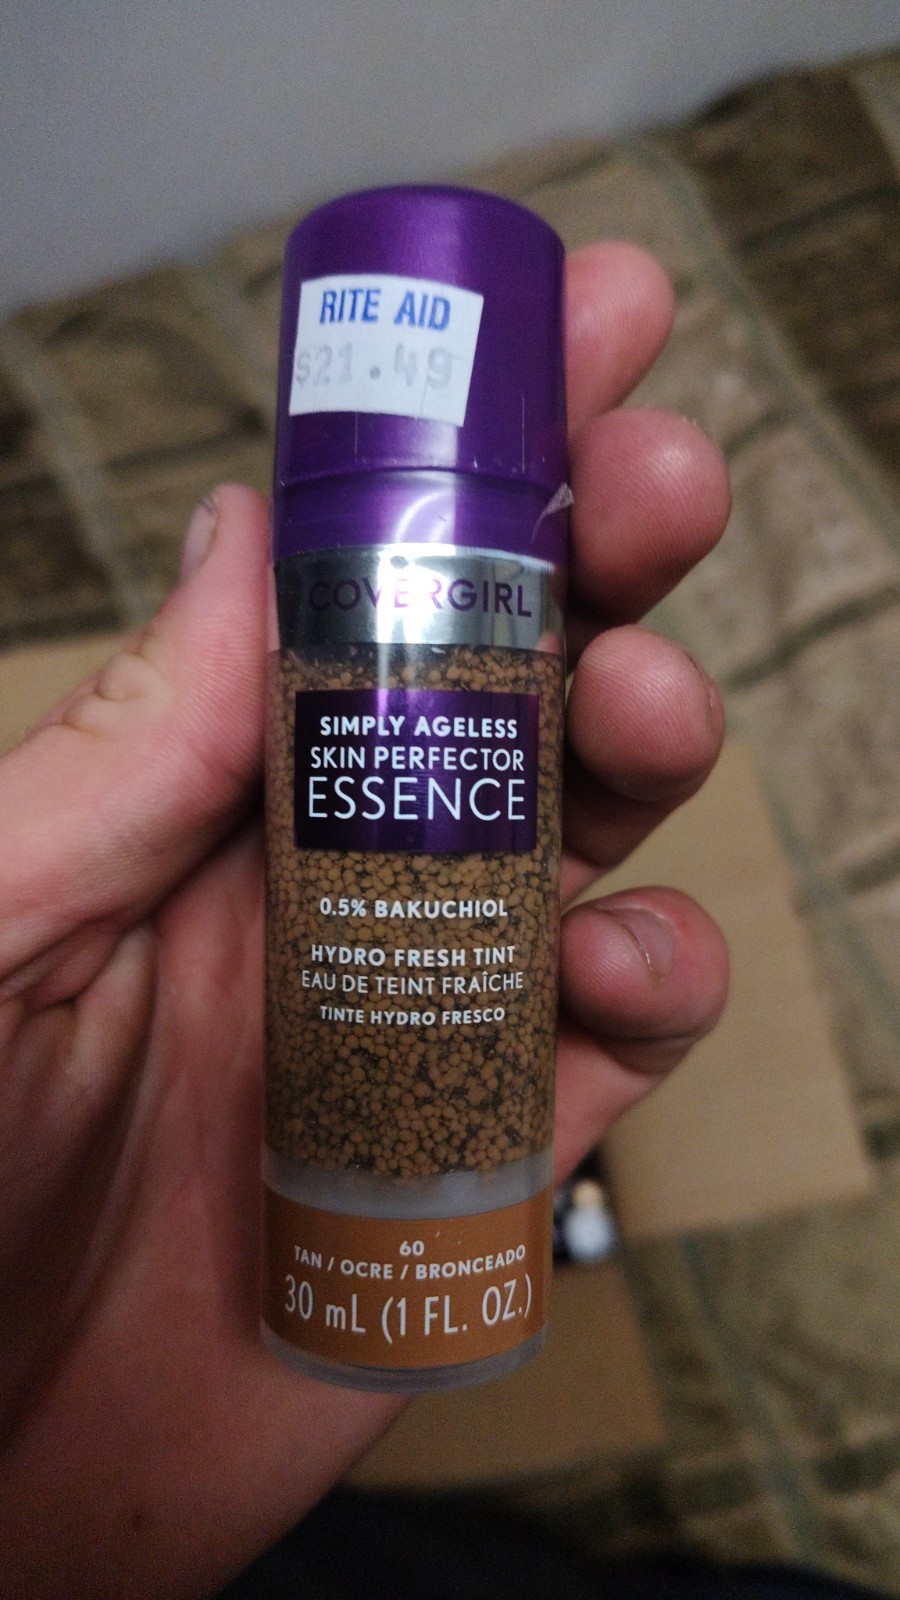 RITE AID
$21.49
COVERGIRL
SIMPLY AGELESS
SKIN PERFECTOR
ESSENCE
0.5% BAKUCHIOL
HYDRO FRESH TINT
EAU DE TEINT FRAÎCHE
TINTE HYDRO FRESCO
60
TAN / OCRE / BRONCEADO
30 mL (1 FL. OZ.)